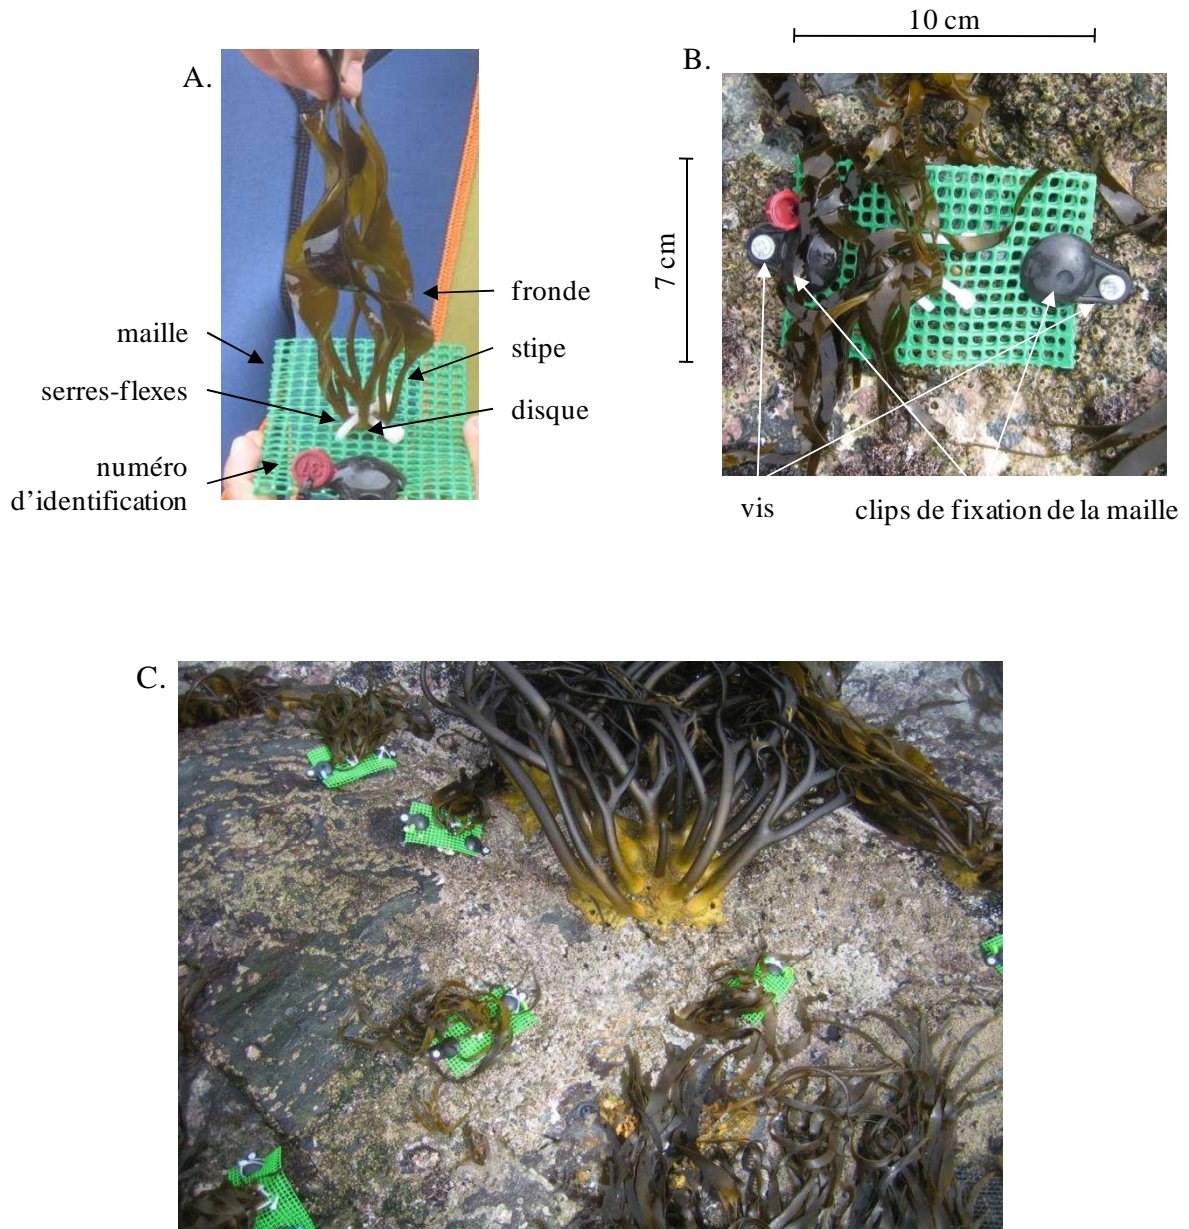 A.
fronde
maille
stipe
serres-flexes
disque
numéro
d'identification
B.
10 cm
7 cm
vis
clips de fixation de la maille
C.